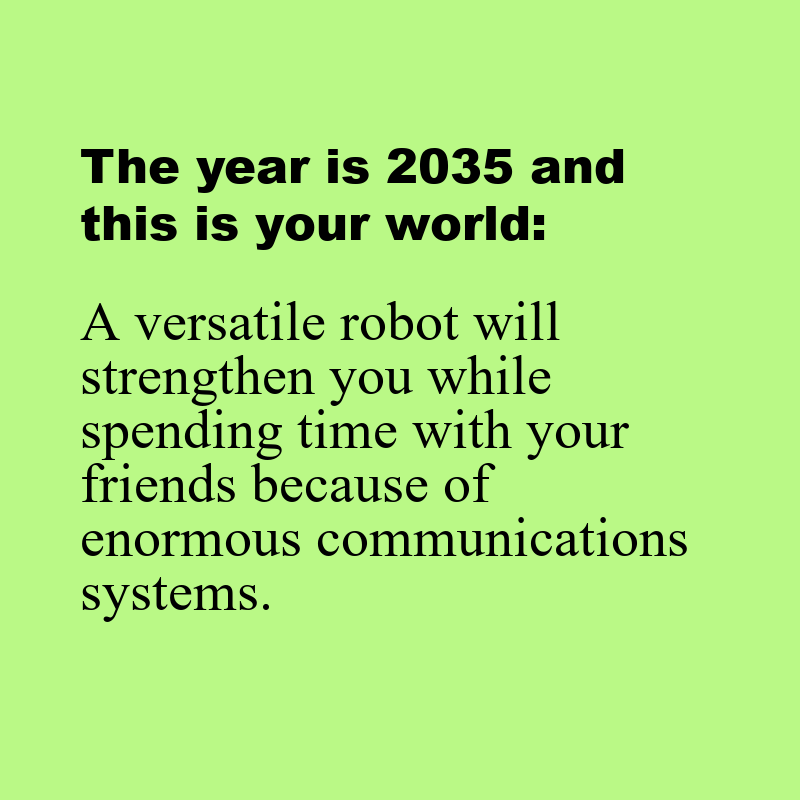 The year is 2035 and
this is your world:
A versatile robot will
strengthen you while
spending time with your
friends because of
enormous communications
systems.